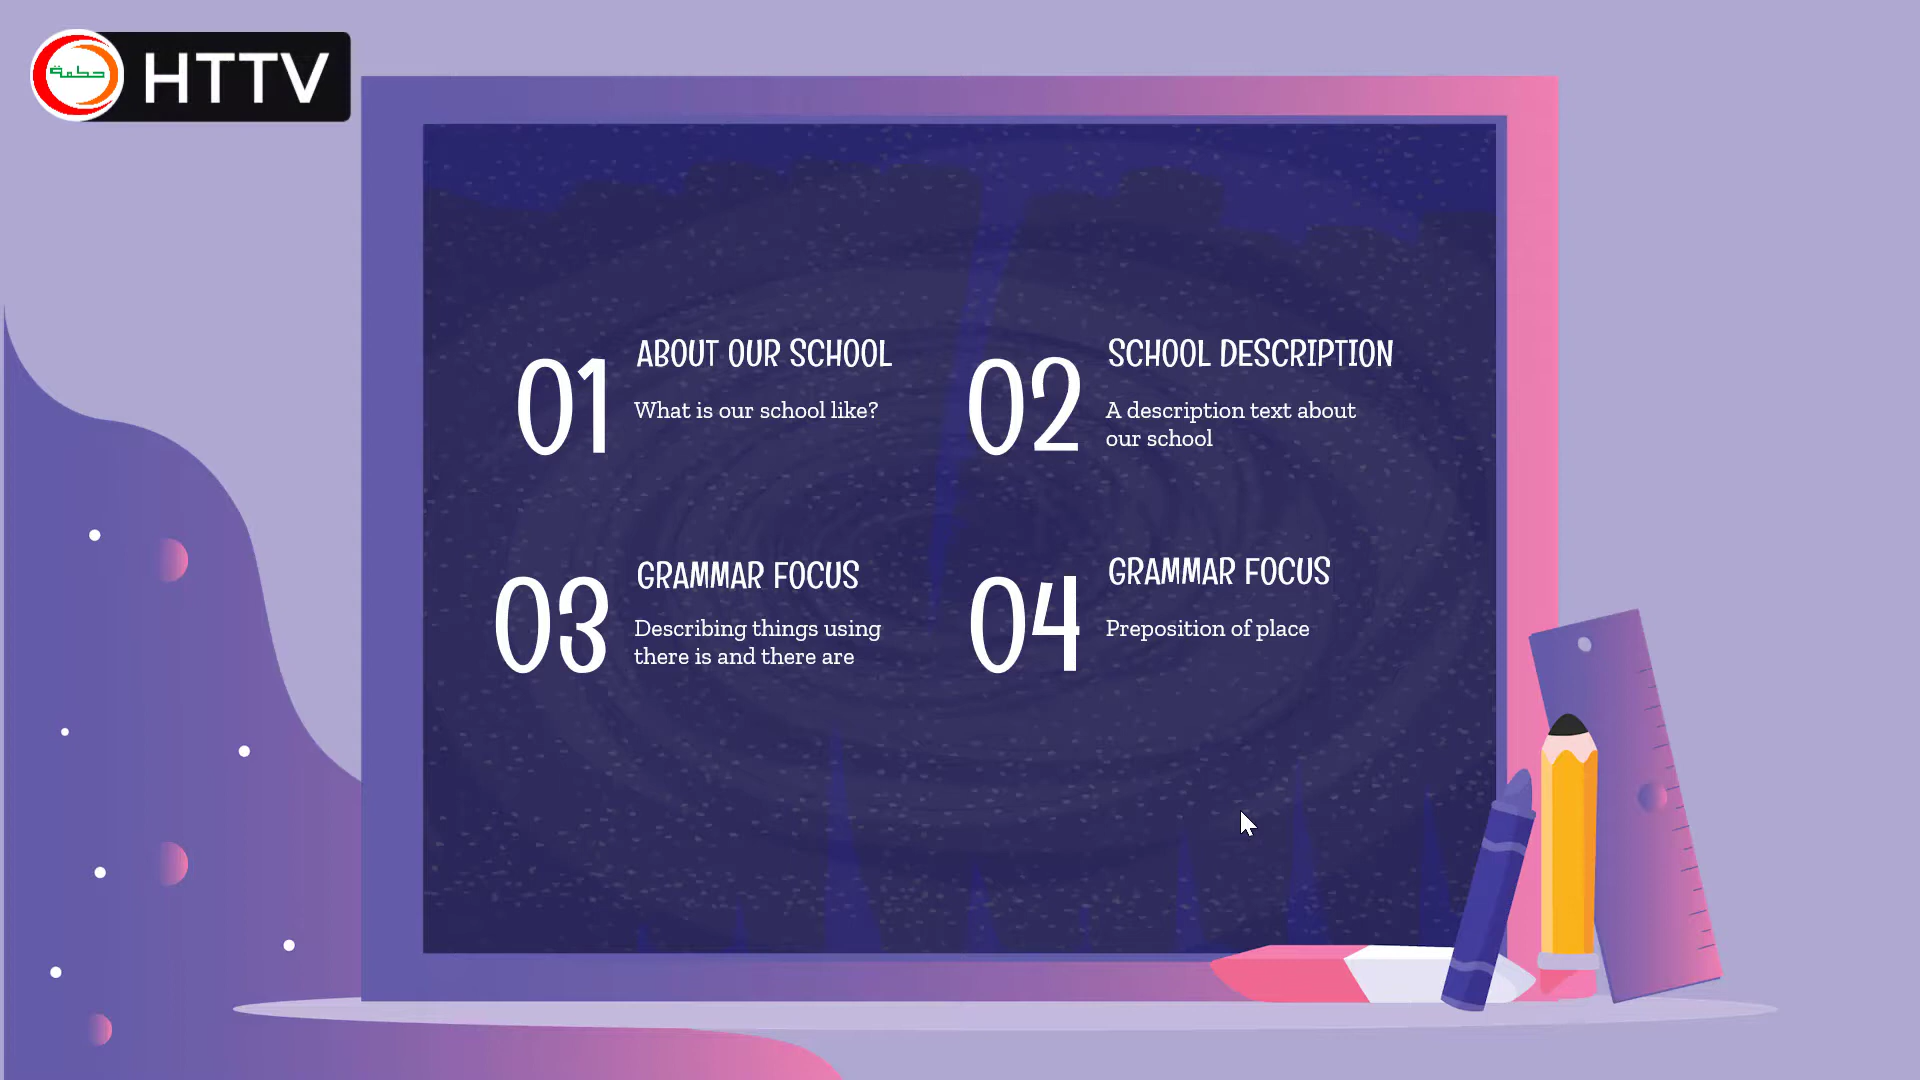 حكمة
HTTV
01
ABOUT OUR SCHOOL
What is our school like?
02
SCHOOL DESCRIPTION
A description text about
our school
03
GRAMMAR FOCUS
Describing things using
there is and there are
04
GRAMMAR FOCUS
Preposition of place